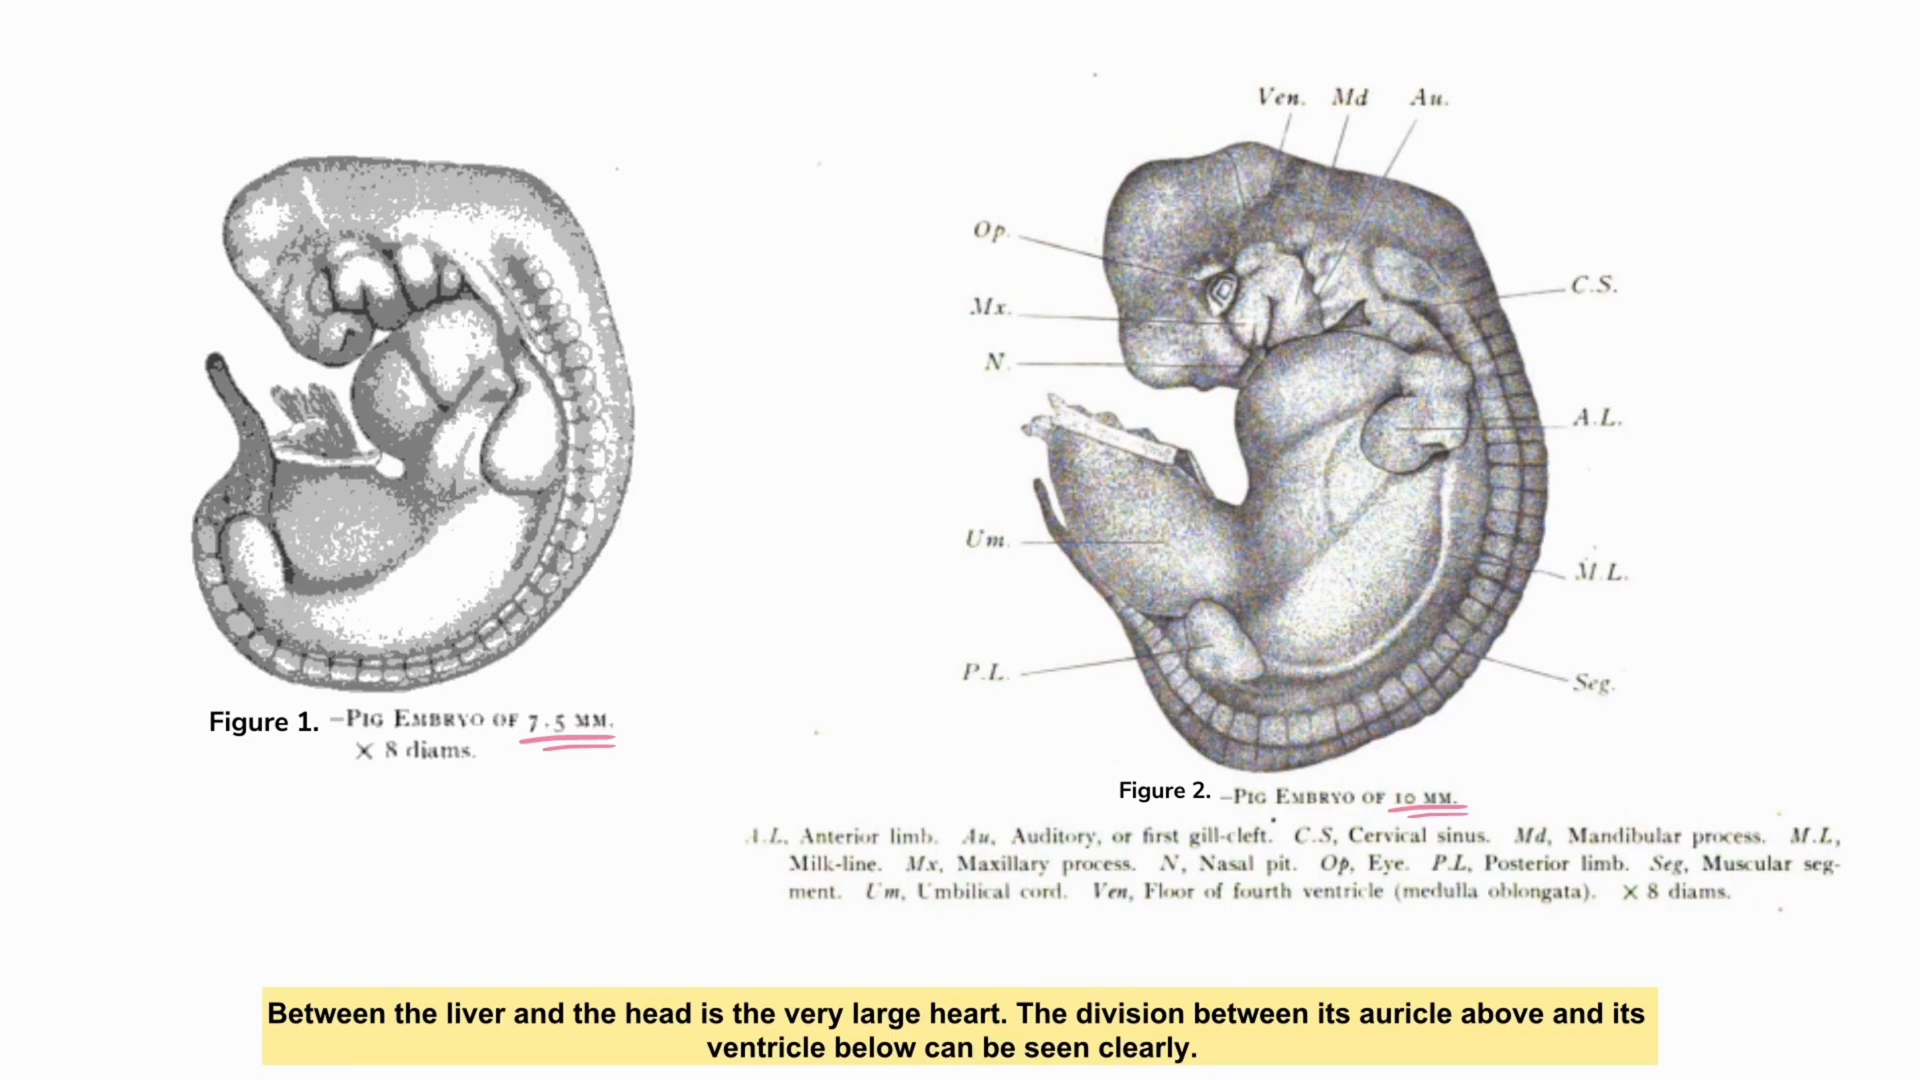 Ven. Md Au.
Op.
C.S.
Mx.
N.
A.L.
Um.
M.L.
P.L.
Seg.
Figure 1. —PIG EMBRYO OF 7.5 MM.
× 8 diams.
Figure 2. —PIG EMBRYO OF 10 MM.
A.L, Anterior limb. Au, Auditory, or first gill-cleft. C.S, Cervical sinus. Md, Mandibular process. M.L,
Milk-line. Mx, Maxillary process. N, Nasal pit. Op, Eye. P.L, Posterior limb. Seg, Muscular seg-
ment. Um, Umbilical cord. Ven, Floor of fourth ventricle (medulla oblongata). × 8 diams.
Between the liver and the head is the very large heart. The division between its auricle above and its
ventricle below can be seen clearly.